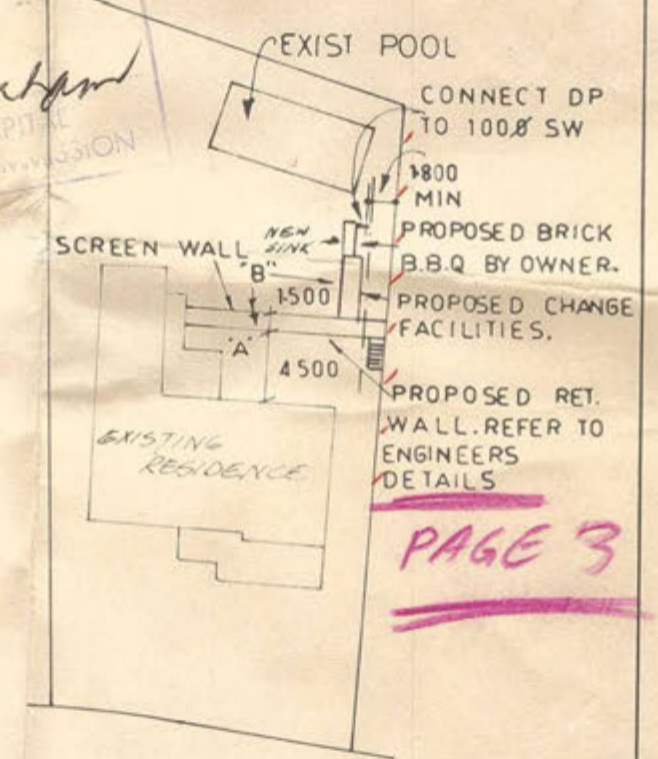 EXIST POOL
CONNECT DP
TO 100Ø SW
1800
MIN
NEW
SINK
PROPOSED BRICK
B.B.Q BY OWNER.
SCREEN WALL
"B"
1500
PROPOSED CHANGE
FACILITIES.
'A'
4500
PROPOSED RET.
WALL. REFER TO
ENGINEERS
DETAILS
EXISTING
RESIDENCE
PAGE 3